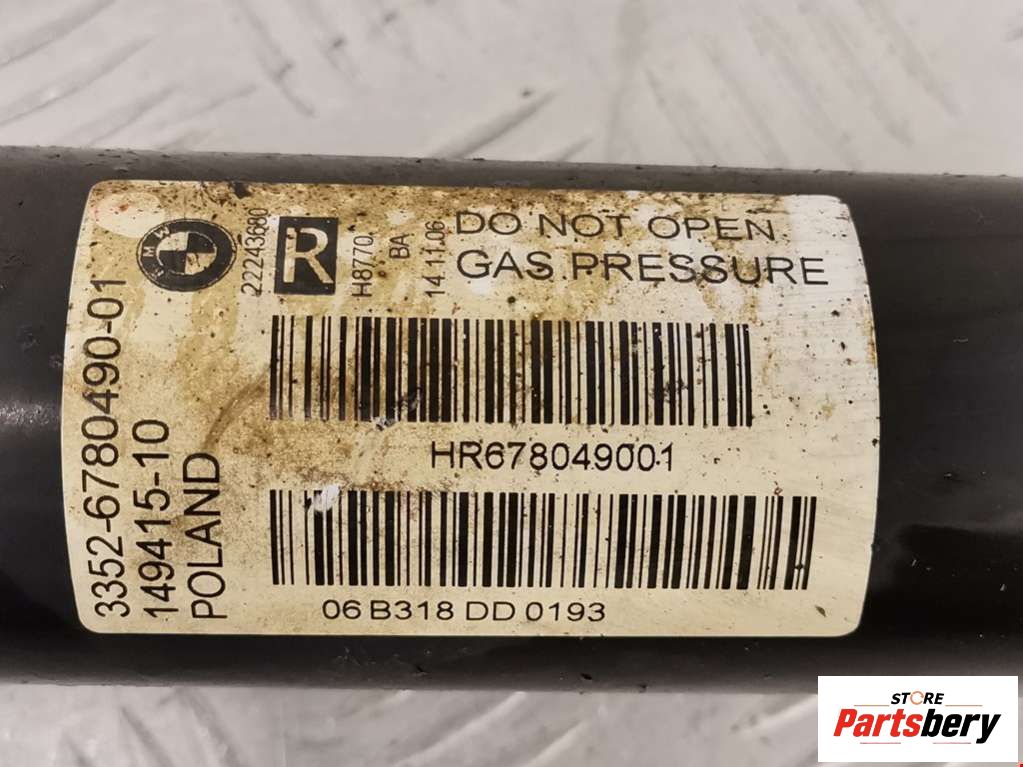 BMW
22243680
R
H8770
BA
14.11.06
DO NOT OPEN
GAS PRESSURE
3352-6780490-01
149415-10
POLAND
HR678049001
06 B318 DD 0193
STORE
Partsbery